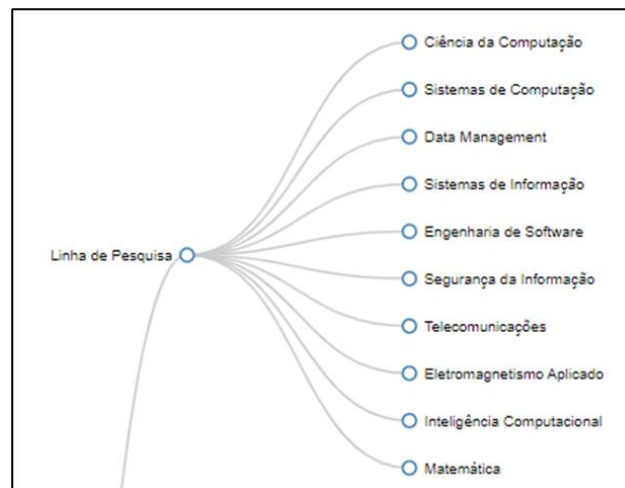 Ciência da Computação
Sistemas de Computação
Data Management
Sistemas de Informação
Engenharia de Software
Linha de Pesquisa
Segurança da Informação
Telecomunicações
Eletromagnetismo Aplicado
Inteligência Computacional
Matemática